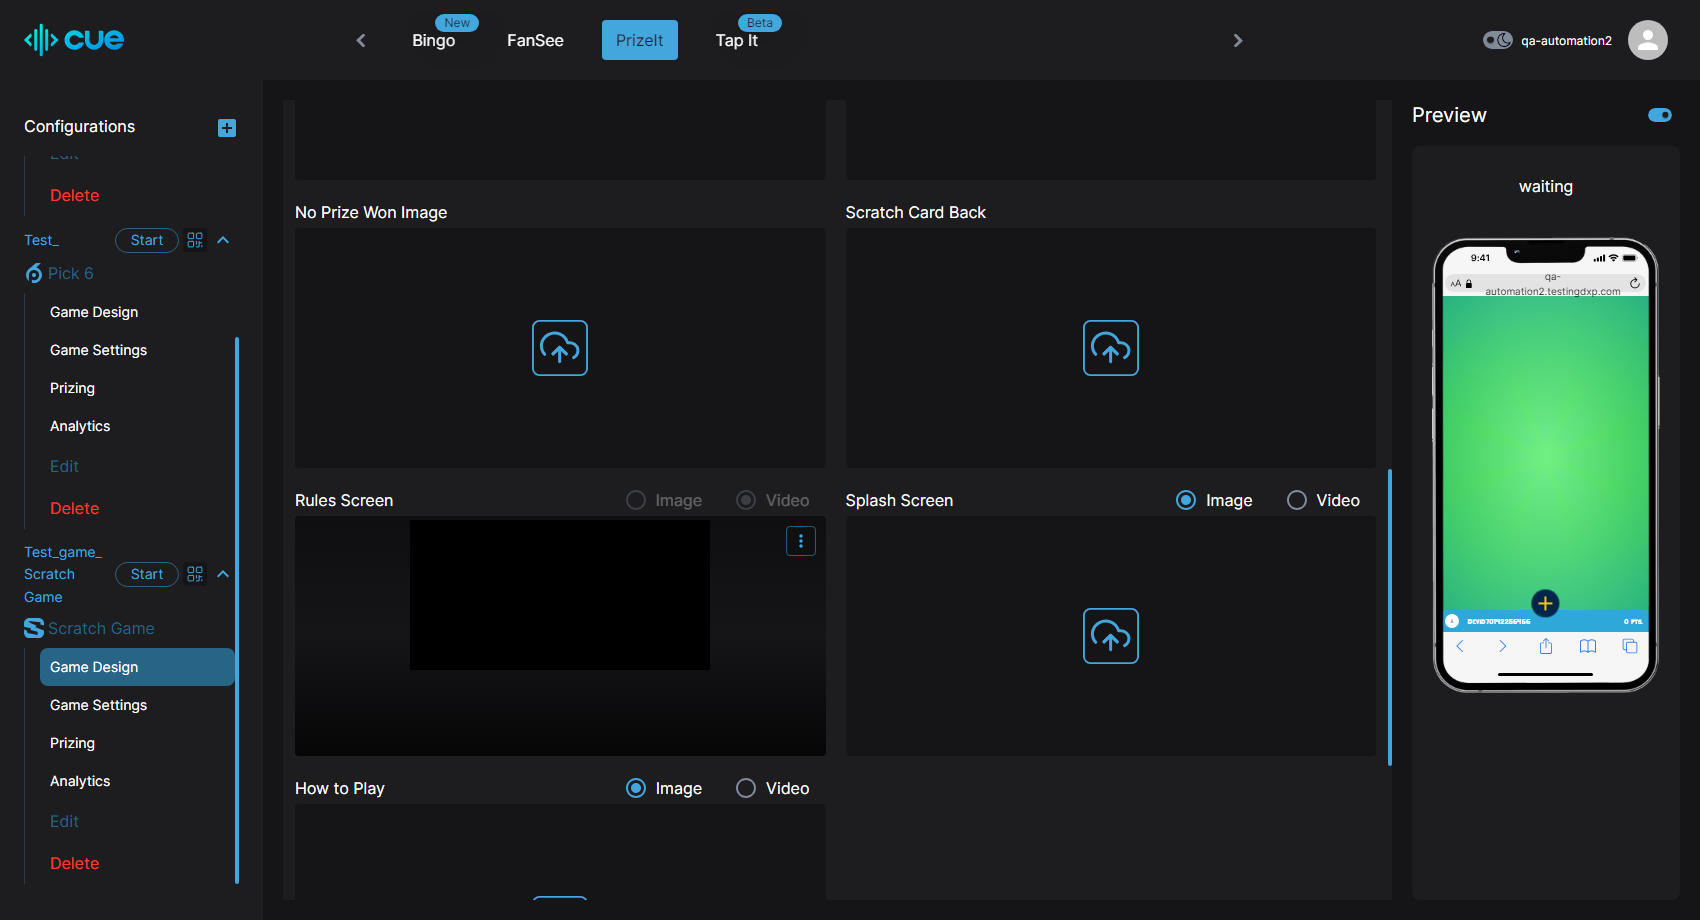 cue
New
Bingo
FanSee
PrizeIt
Beta
Tap It
qa-automation2
Configurations
Edit
Delete
Test_
Start
Pick 6
Game Design
Game Settings
Prizing
Analytics
Edit
Delete
Test_game_
Scratch
Game
Start
Scratch Game
Game Design
Game Settings
Prizing
Analytics
Edit
Delete
No Prize Won Image
Scratch Card Back
Rules Screen
Image
Video
Splash Screen
Image
Video
How to Play
Image
Video
Preview
waiting
9:41
AA
qa-
automation2.testingdxp.com
0 PTS.